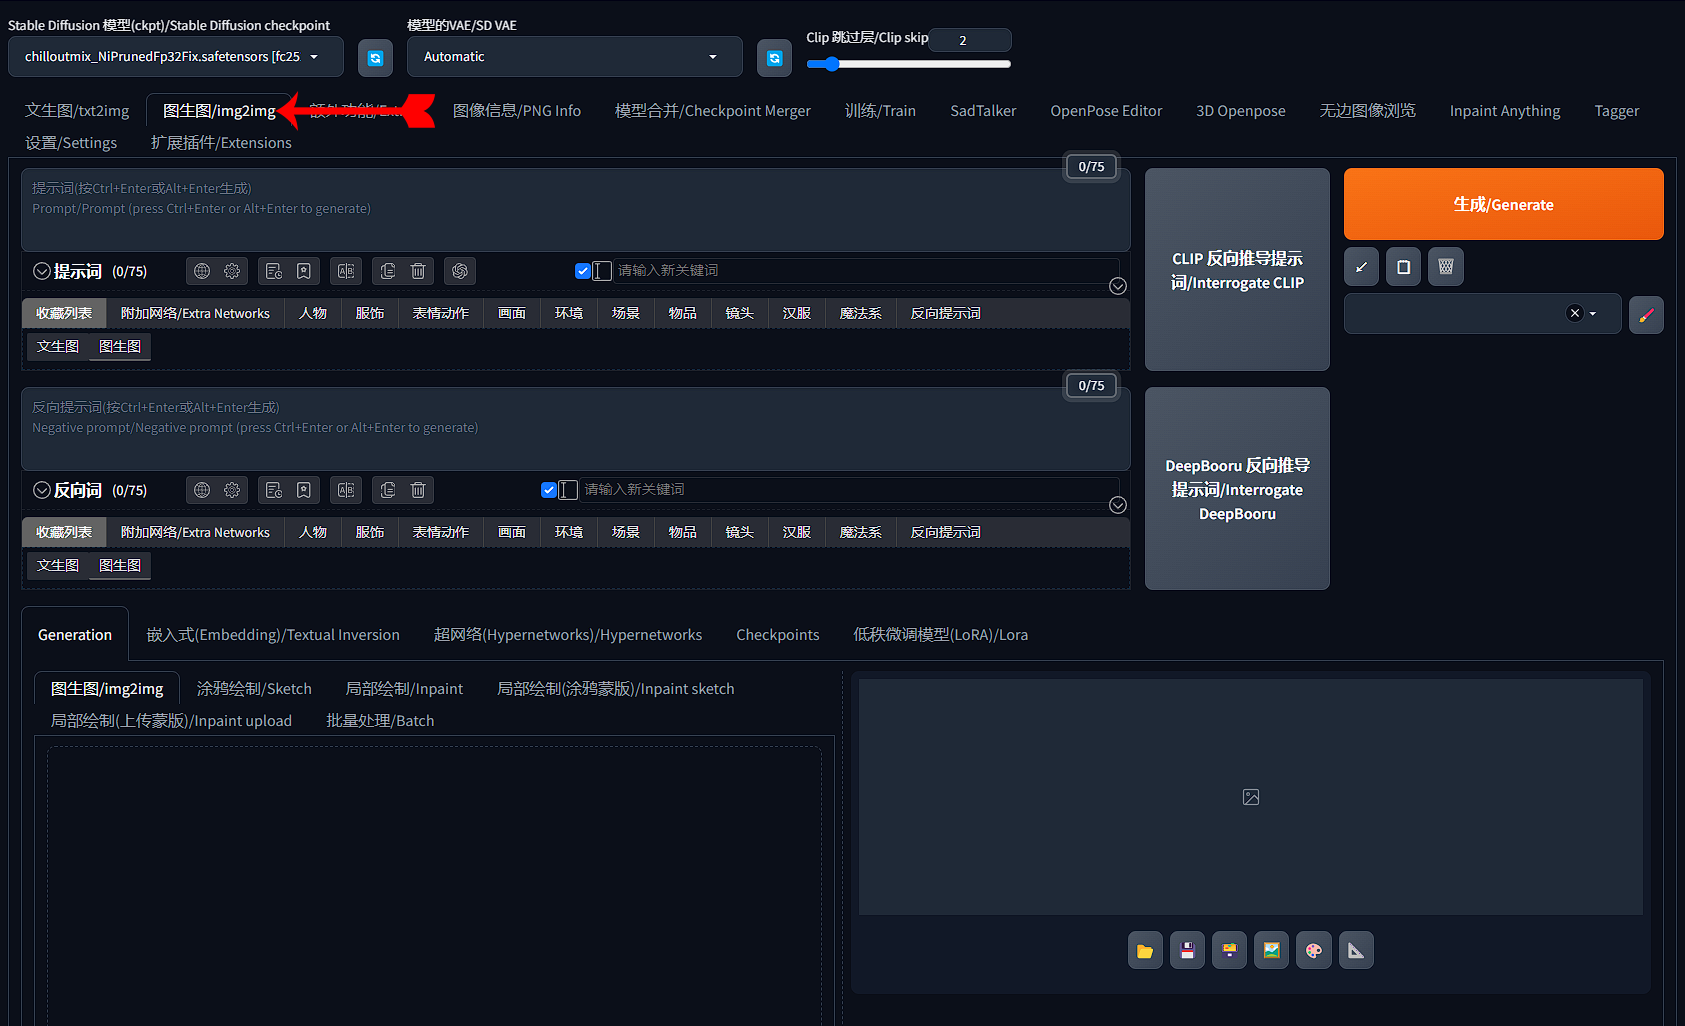 Stable Diffusion 模型(ckpt)/Stable Diffusion checkpoint
模型的VAE/SD VAE
Clip 跳过层/Clip skip
2
chilloutmix_NiPrunedFp32Fix.safetensors [fc25
Automatic
文生图/txt2img
图生图/img2img
图像信息/PNG Info
模型合并/Checkpoint Merger
训练/Train
SadTalker
OpenPose Editor
3D Openpose
无边图像浏览
Inpaint Anything
Tagger
设置/Settings
扩展插件/Extensions
0/75
提示词(按Ctrl+Enter或Alt+Enter生成)
Prompt/Prompt (press Ctrl+Enter or Alt+Enter to generate)
CLIP 反向推导提示
词/Interrogate CLIP
生成/Generate
提示词 (0/75)
请输入新关键词
收藏列表
附加网络/Extra Networks
人物
服饰
表情动作
画面
环境
场景
物品
镜头
汉服
魔法系
反向提示词
文生图
图生图
0/75
反向提示词(按Ctrl+Enter或Alt+Enter生成)
Negative prompt/Negative prompt (press Ctrl+Enter or Alt+Enter to generate)
DeepBooru 反向推导
提示词/Interrogate
DeepBooru
反向词 (0/75)
请输入新关键词
收藏列表
附加网络/Extra Networks
人物
服饰
表情动作
画面
环境
场景
物品
镜头
汉服
魔法系
反向提示词
文生图
图生图
Generation
嵌入式(Embedding)/Textual Inversion
超网络(Hypernetworks)/Hypernetworks
Checkpoints
低秩微调模型(LoRA)/Lora
图生图/img2img
涂鸦绘制/Sketch
局部绘制/Inpaint
局部绘制(涂鸦蒙版)/Inpaint sketch
局部绘制(上传蒙版)/Inpaint upload
批量处理/Batch